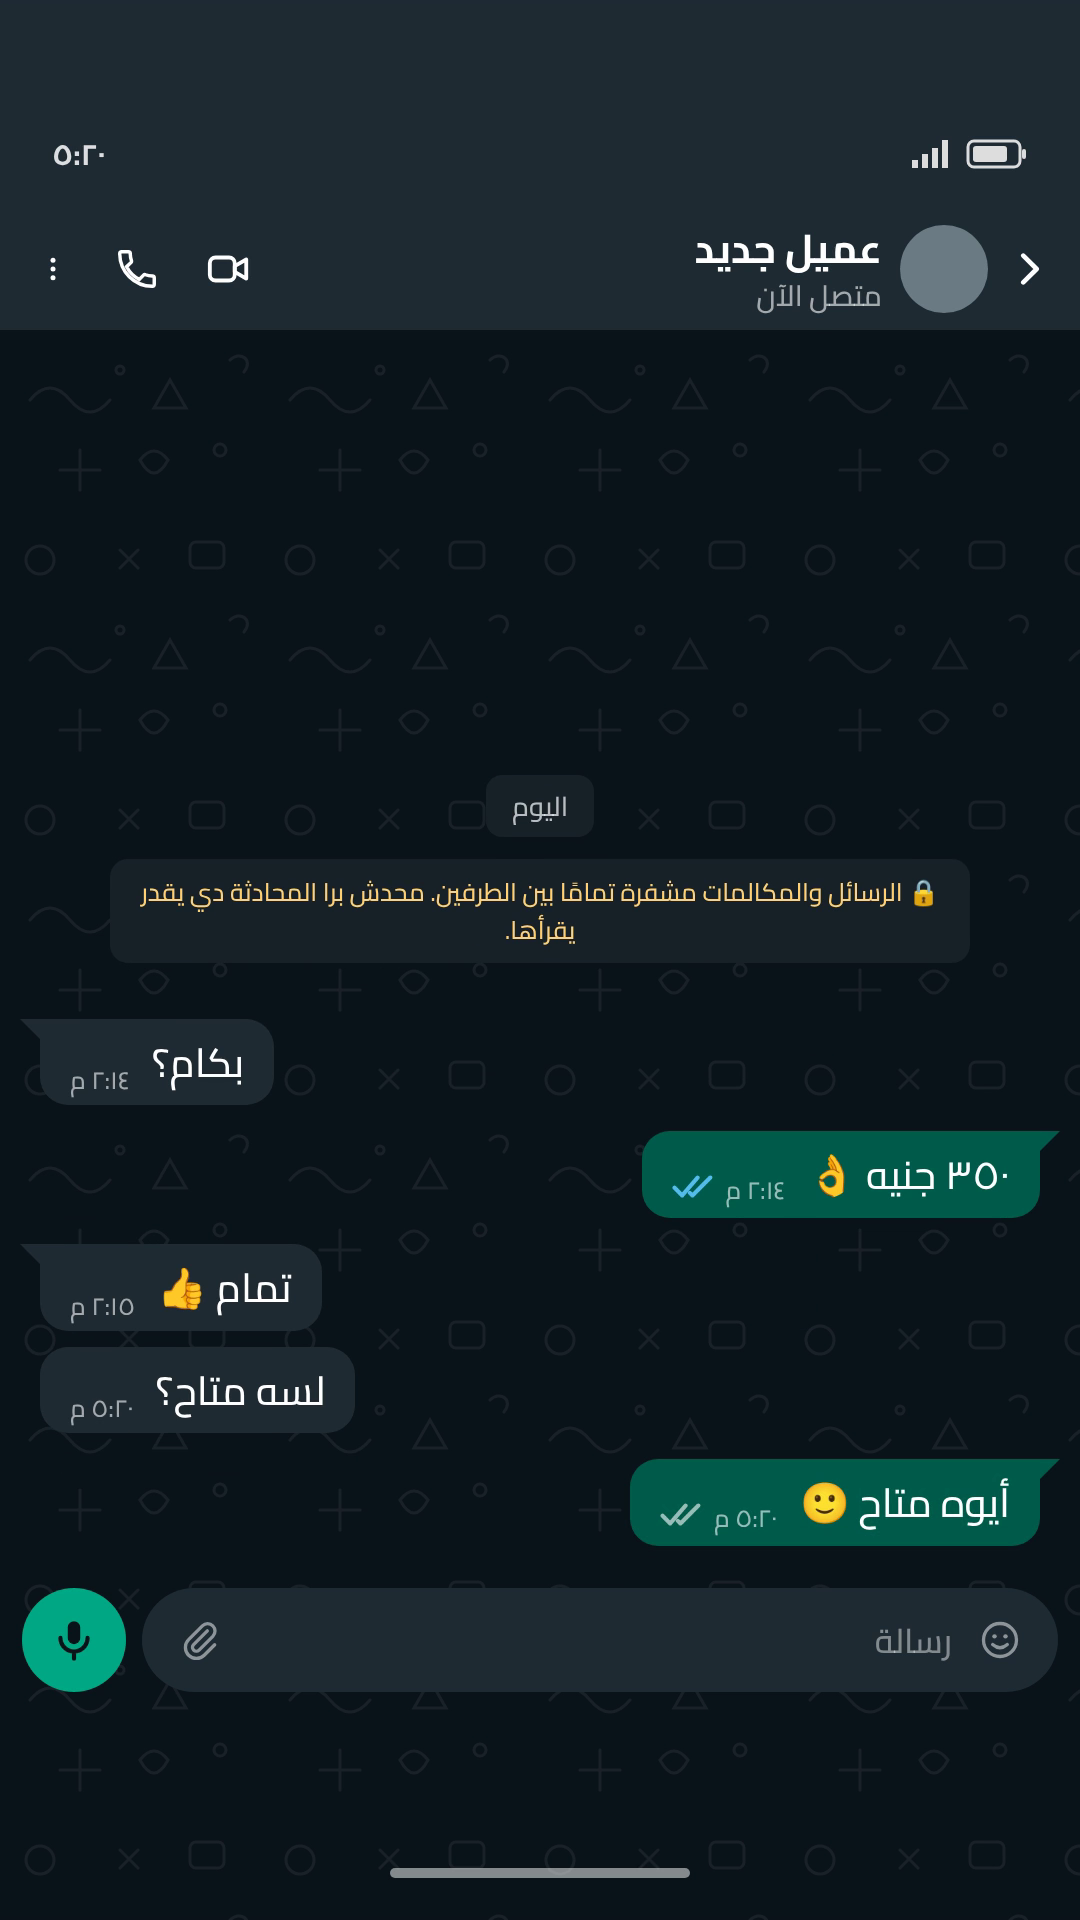 ٥:٢٠
عميل جديد
متصل الآن
اليوم
🔒 الرسائل والمكالمات مشفرة تمامًا بين الطرفين. محدش برا المحادثة دي يقدر
يقرأها.
بكام؟ ٢:١٤ م
٣٥٠ جنيه 👌 ٢:١٤ م
تمام 👍 ٢:١٥ م
لسه متاح؟ ٥:٢٠ م
أيوه متاح 🙂 ٥:٢٠ م
رسالة